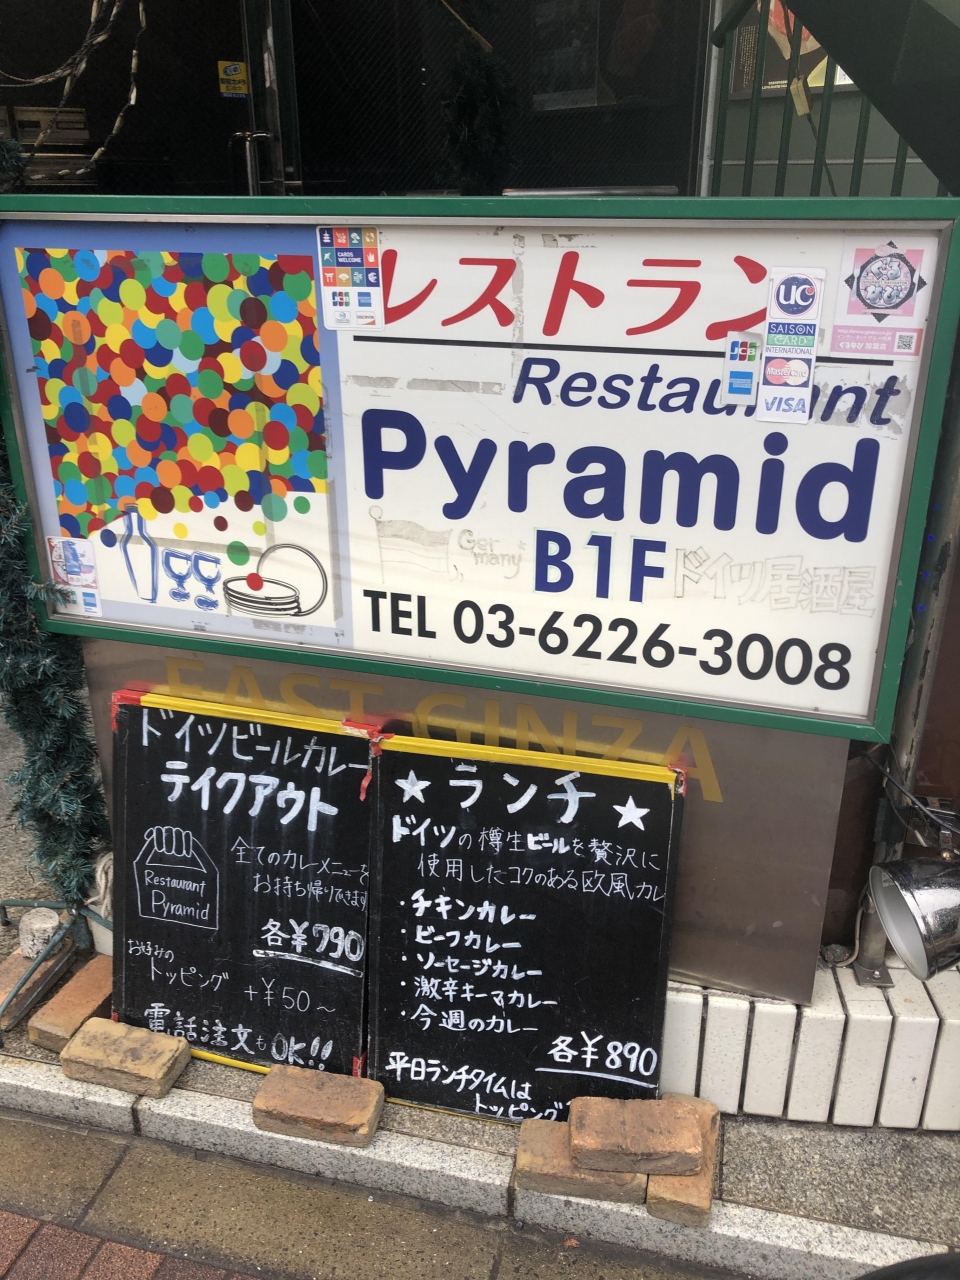 レストラン
Restaurant
Pyramid
Germany
B1F
ドイツ居酒屋
TEL 03-6226-3008
CARDS WELCOME
JCB
DISCOVER
UC
SAISON CARD
INTERNATIONAL
MasterCard
VISA
JCB
EAST GINZA
ドイツビールカレー
テイクアウト
Restaurant
Pyramid
全てのカレーメニューを
お持ち帰りできます
各¥790
お好みの
トッピング +¥50~
電話注文もOK!!
★ランチ★
ドイツの樽生ビールを贅沢に
使用したコクのある欧風カレ
・チキンカレー
・ビーフカレー
・ソーセージカレー
・激辛キーマカレー
・今週のカレー
各¥890
平日ランチタイムは
トッピング